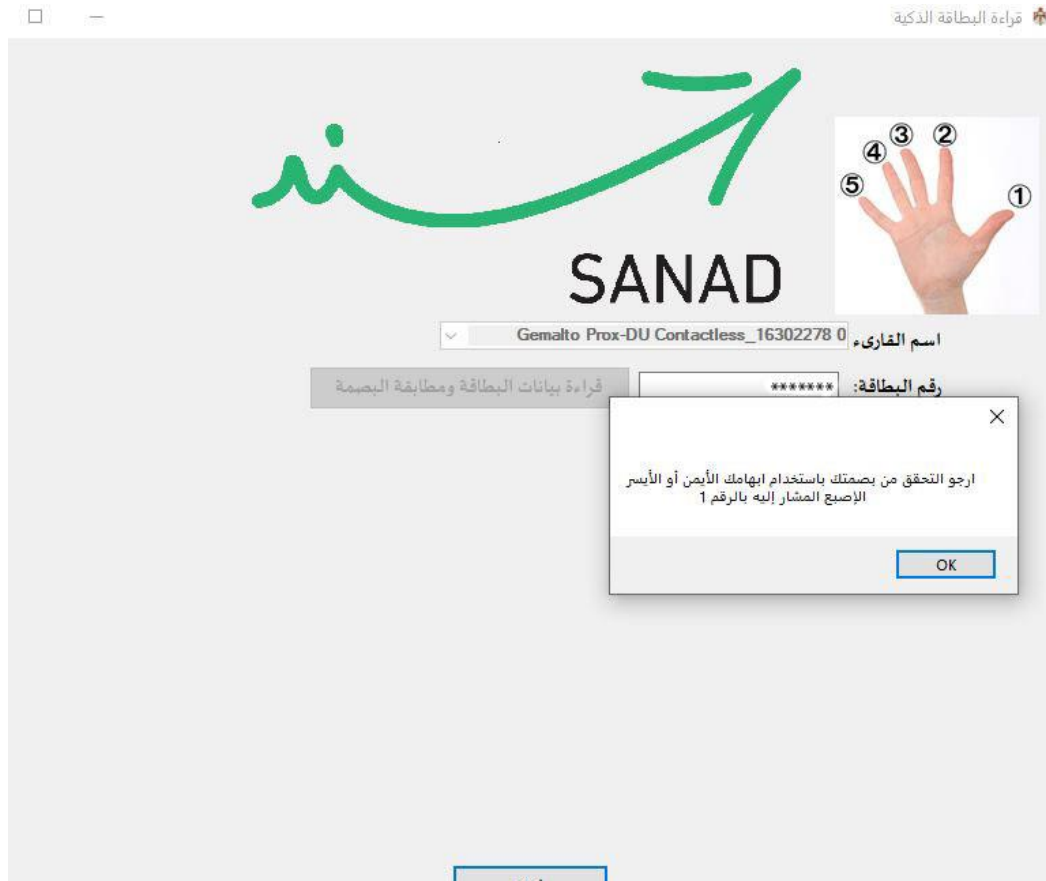 قراءة البطاقة الذكية
سند
SANAD
①
②
③
④
⑤
اسم القارىء
Gemalto Prox-DU Contactless_16302278 0
رقم البطاقة:
*******
قراءة بيانات البطاقة ومطابقة البصمة
ارجو التحقق من بصمتك باستخدام ابهامك الأيمن أو الأيسر
الإصبع المشار إليه بالرقم 1
OK